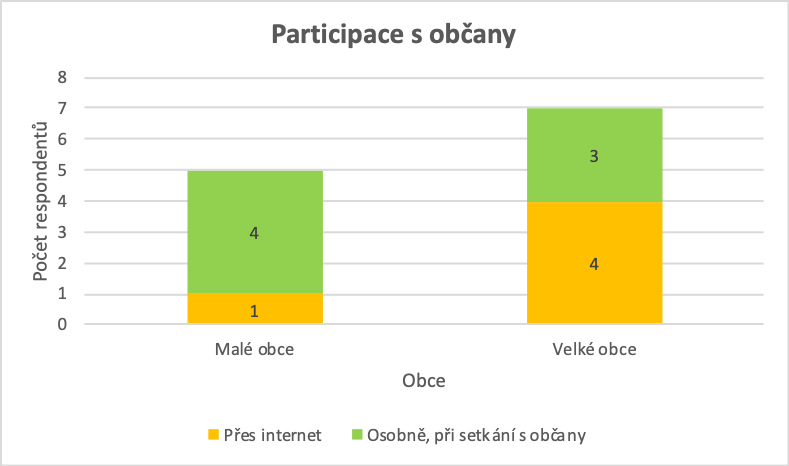 Participace s občany
Počet respondentů
8
7
6
5
4
3
2
1
0
4
1
3
4
Malé obce
Velké obce
Obce
Přes internet
Osobně, při setkání s občany